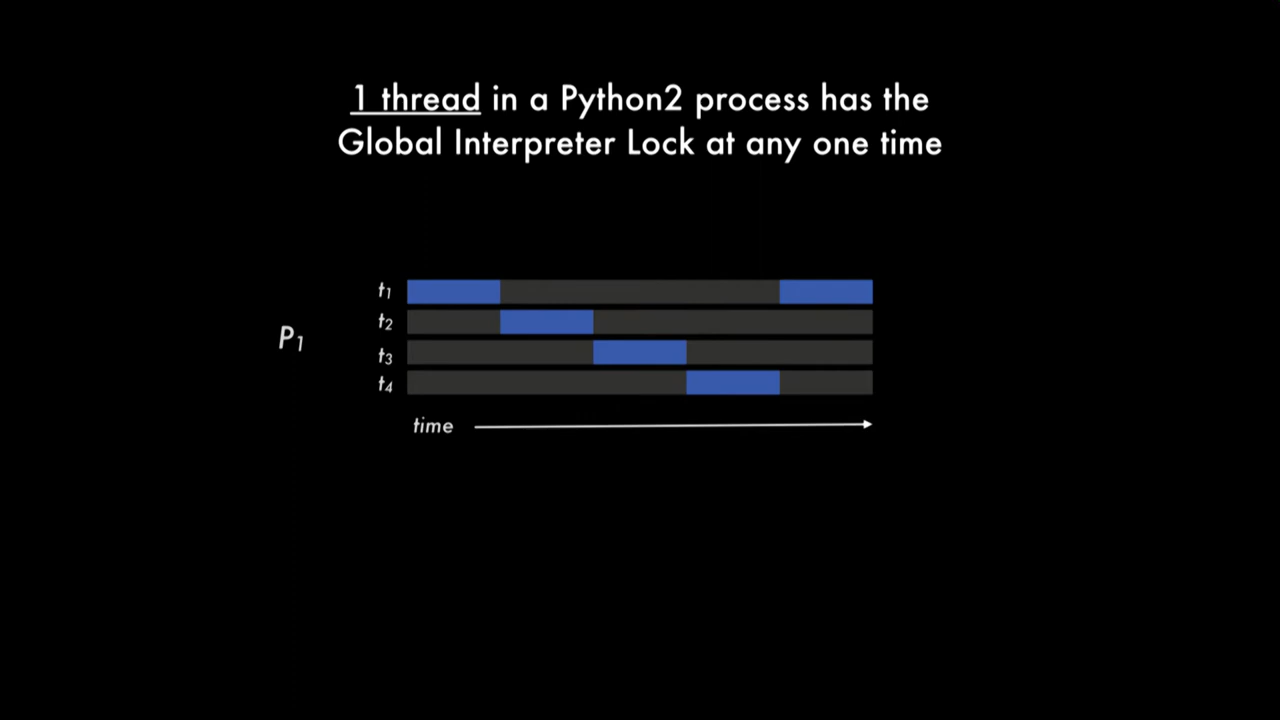 1 thread in a Python2 process has the
Global Interpreter Lock at any one time
t1
t2
P1
t3
t4
time